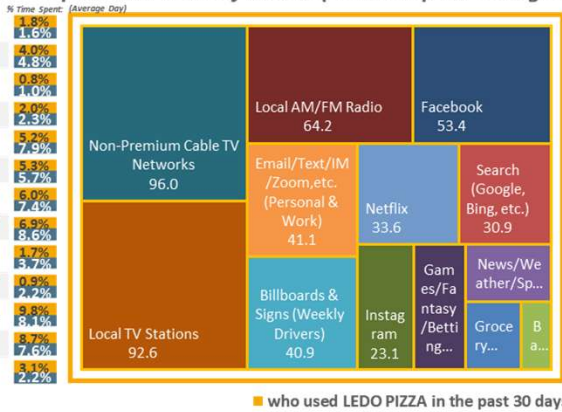 % Time Spent: (Average Day)
1.8%
1.6%
4.0%
4.8%
0.8%
1.0%
2.0%
2.3%
5.2%
7.9%
5.3%
5.7%
6.0%
7.4%
6.9%
8.6%
1.7%
3.7%
0.9%
2.2%
9.8%
8.1%
8.7%
7.6%
3.1%
2.2%
Non-Premium Cable TV
Networks
96.0
Local AM/FM Radio
64.2
Facebook
53.4
Email/Text/IM
/Zoom,etc.
(Personal &
Work)
41.1
Netflix
33.6
Search
(Google,
Bing, etc.)
30.9
Local TV Stations
92.6
Billboards &
Signs (Weekly
Drivers)
40.9
Instag
ram
23.1
Gam
es/Fa
ntasy
/Betti
ng...
News/We
ather/Sp...
Groce
ry...
B
a...
who used LEDO PIZZA in the past 30 day